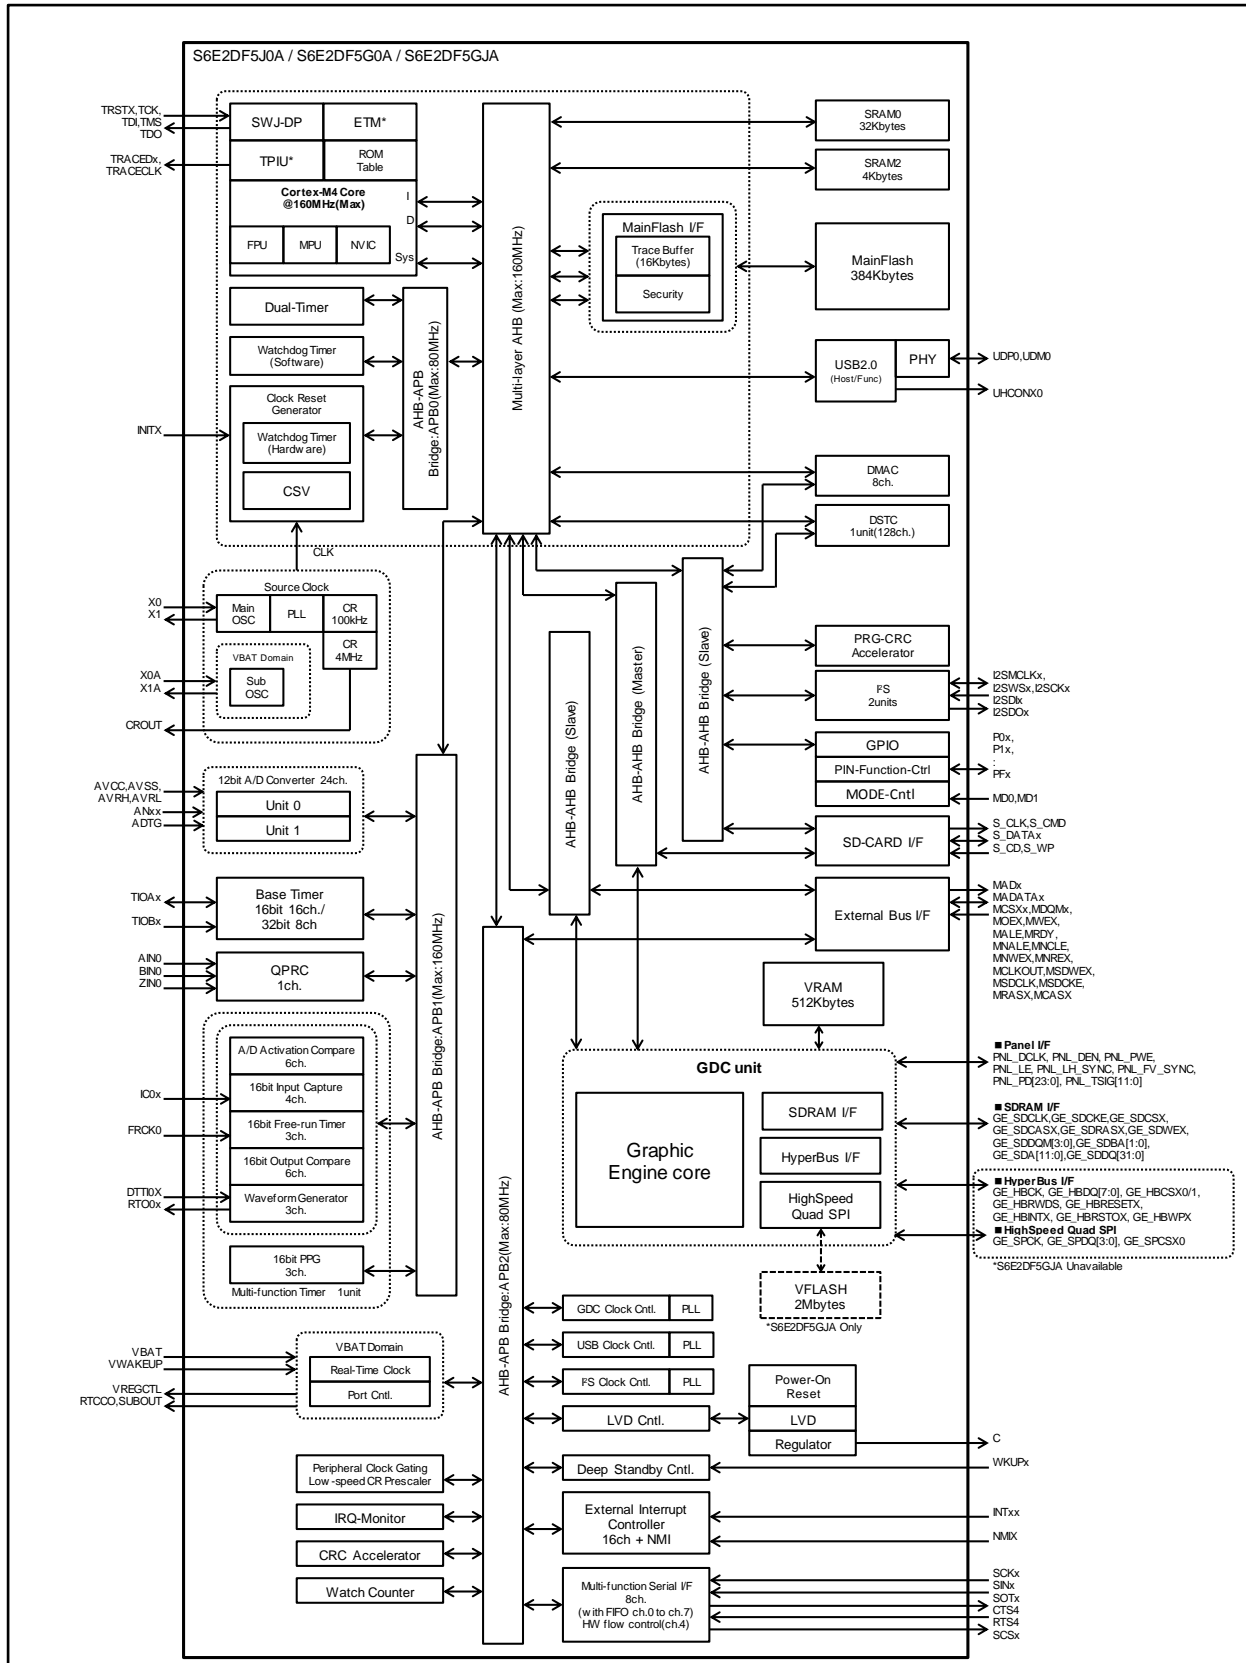 S6E2DF5J0A / S6E2DF5G0A / S6E2DF5GJA
TRSTX,TCK,
TDI,TMS
TDO
TRACEDx,
TRACECLK
SWJ-DP
ETM*
TPIU*
ROM
Table
Cortex-M4 Core
@160MHz(Max)
FPU
MPU
NVIC
I
D
Sys
Dual-Timer
Watchdog Timer
(Software)
Clock Reset
Generator
Watchdog Timer
(Hardware)
CSV
INITX
CLK
AHB-APB
Bridge:APB0(Max:80MHz)
Multi-layer AHB (Max:160MHz)
MainFlash I/F
Trace Buffer
(16Kbytes)
Security
SRAM0
32Kbytes
SRAM2
4Kbytes
MainFlash
384Kbytes
USB2.0
(Host/Func)
PHY
UDP0,UDM0
UHCONX0
DMAC
8ch.
DSTC
1unit(128ch.)
Source Clock
Main
OSC
PLL
CR
100kHz
CR
4MHz
VBAT Domain
Sub
OSC
X0
X1
X0A
X1A
CROUT
AHB-AHB Bridge (Slave)
AHB-AHB Bridge (Master)
AHB-AHB Bridge (Slave)
PRG-CRC
Accelerator
I²S
2units
I2SMCLKx,
I2SWSx,I2SCKx
I2SDIx
I2SDOx
GPIO
PIN-Function-Ctrl
MODE-Cntl
P0x,
P1x,
:
PFx
MD0,MD1
SD-CARD I/F
S_CLK,S_CMD
S_DATAx
S_CD,S_WP
External Bus I/F
MADx
MADATAx
MCSXx,MDQMx,
MOEX,MWEX,
MALE,MRDY,
MNALE,MNCLE,
MNWEX,MNREX,
MCLKOUT,MSDWEX,
MSDCLK,MSDCKE,
MRASX,MCASX
AVCC,AVSS,
AVRH,AVRL
ANxx
ADTG
12bit A/D Converter 24ch.
Unit 0
Unit 1
TIOAx
TIOBx
Base Timer
16bit 16ch./
32bit 8ch
AIN0
BIN0
ZIN0
QPRC
1ch.
A/D Activation Compare
6ch.
16bit Input Capture
4ch.
16bit Free-run Timer
3ch.
16bit Output Compare
6ch.
Waveform Generator
3ch.
16bit PPG
3ch.
Multi-function Timer 1unit
IC0x
FRCK0
DTTI0X
RTO0x
AHB-APB Bridge:APB1(Max:160MHz)
AHB-APB Bridge:APB2(Max:80MHz)
VRAM
512Kbytes
GDC unit
Graphic
Engine core
SDRAM I/F
HyperBus I/F
HighSpeed
Quad SPI
VFLASH
2Mbytes
*S6E2DF5GJA Only
■ Panel I/F
PNL_DCLK, PNL_DEN, PNL_PWE,
PNL_LE, PNL_LH_SYNC, PNL_FV_SYNC,
PNL_PD[23:0], PNL_TSIG[11:0]
■ SDRAM I/F
GE_SDCLK,GE_SDCKE,GE_SDCSX,
GE_SDCASX,GE_SDRASX,GE_SDWEX,
GE_SDDQM[3:0],GE_SDBA[1:0],
GE_SDA[11:0],GE_SDDQ[31:0]
■ HyperBus I/F
GE_HBCK, GE_HBDQ[7:0], GE_HBCSX0/1,
GE_HBRWDS, GE_HBRESETX,
GE_HBINTX, GE_HBRSTOX, GE_HBWPX
■ HighSpeed Quad SPI
GE_SPCK, GE_SPDQ[3:0], GE_SPCSX0
*S6E2DF5GJA Unavailable
VBAT
VWAKEUP
VREGCTL
RTCCO,SUBOUT
VBAT Domain
Real-Time Clock
Port Cntl.
GDC Clock Cntl.
PLL
USB Clock Cntl.
PLL
I²S Clock Cntl.
PLL
LVD Cntl.
Power-On
Reset
LVD
Regulator
C
Deep Standby Cntl.
WKUPx
Peripheral Clock Gating
Low-speed CR Prescaler
IRQ-Monitor
CRC Accelerator
Watch Counter
External Interrupt
Controller
16ch + NMI
INTxx
NMIX
Multi-function Serial I/F
8ch.
(with FIFO ch.0 to ch.7)
HW flow control(ch.4)
SCKx
SINx
SOTx
CTS4
RTS4
SCSx